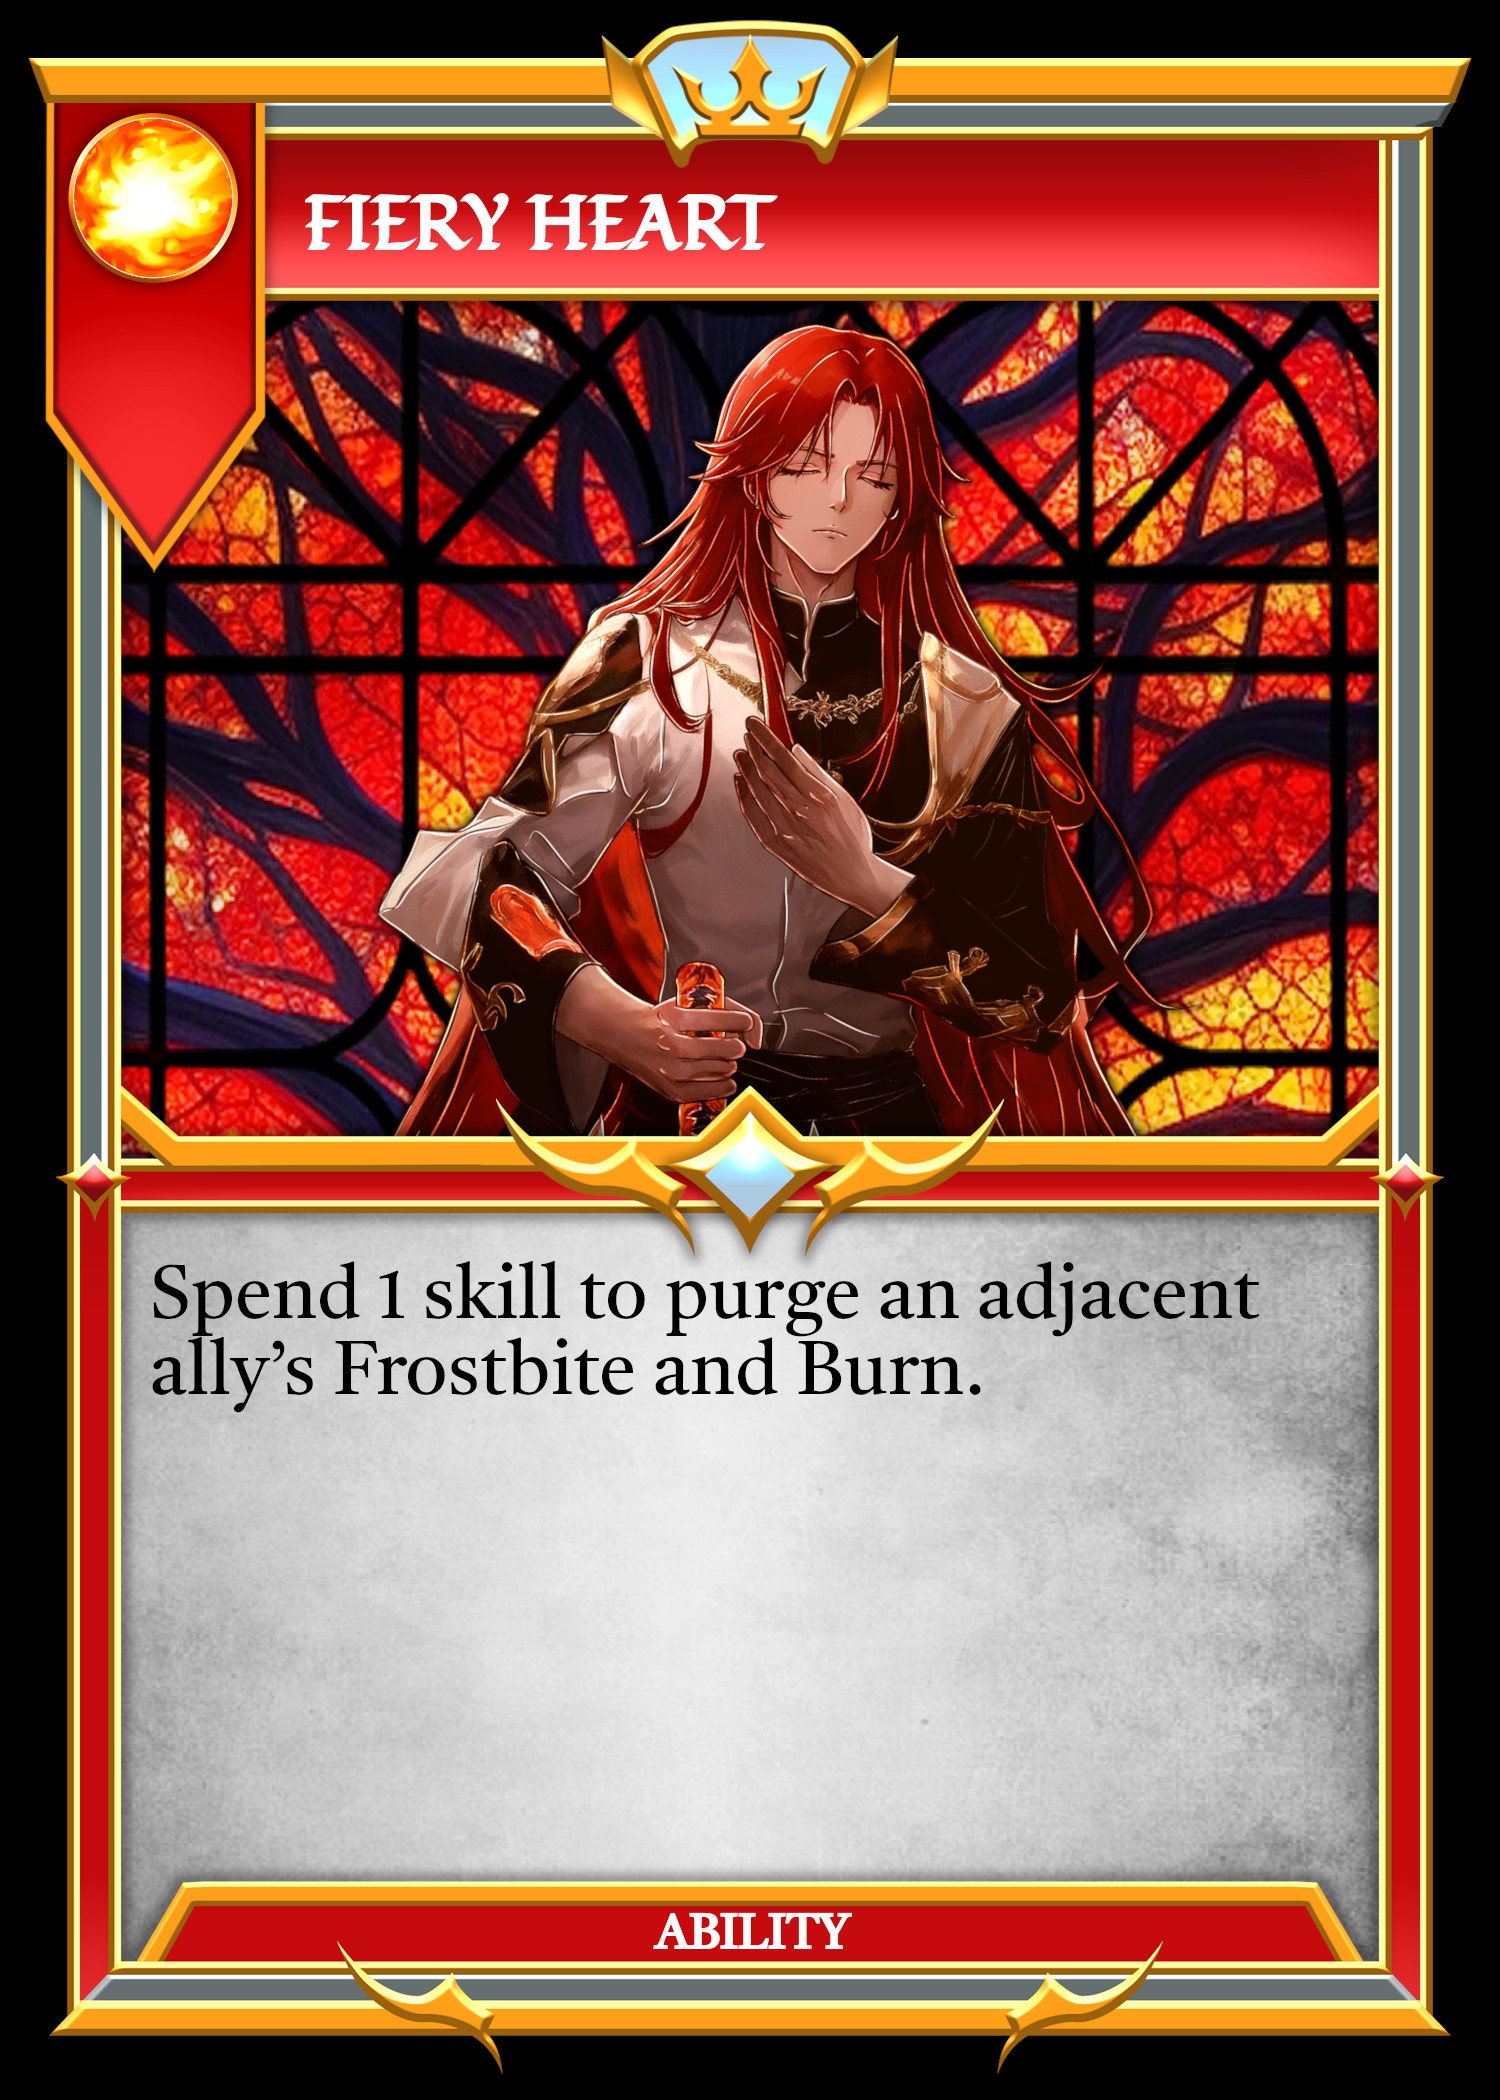 FIERY HEART
Spend 1 skill to purge an adjacent
ally’s Frostbite and Burn.
ABILITY